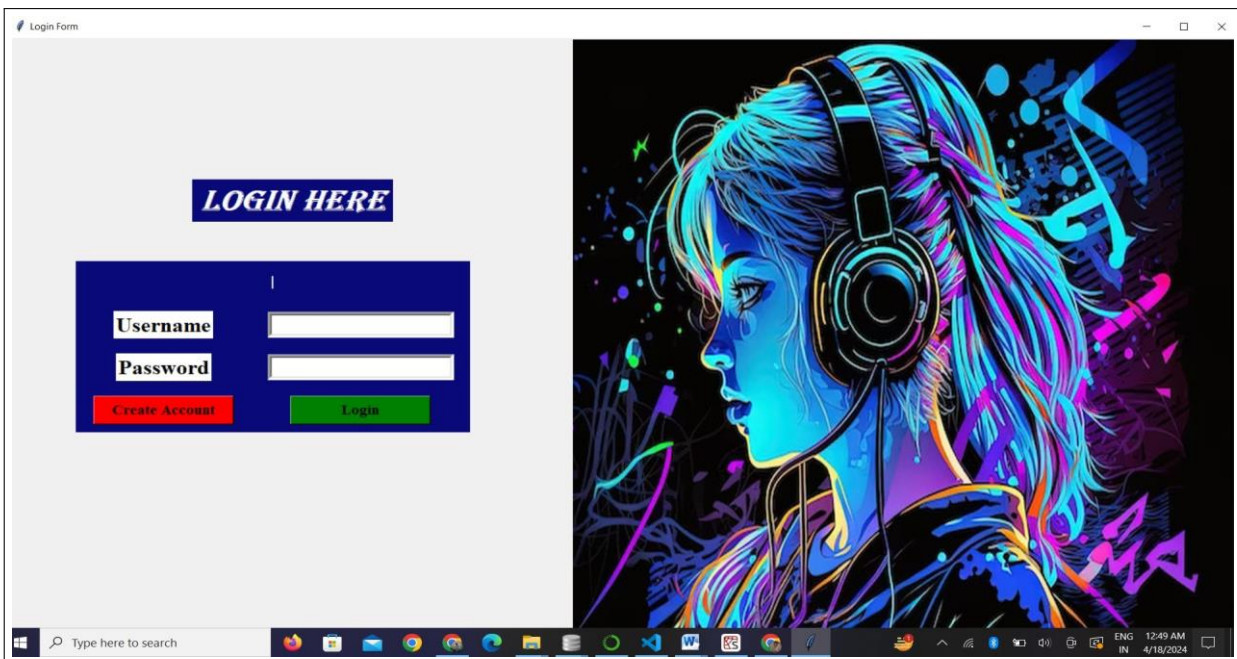 Login Form
LOGIN HERE
Username
Password
Create Account Login
Type here to search
ENG 12:49 AM
IN 4/18/2024